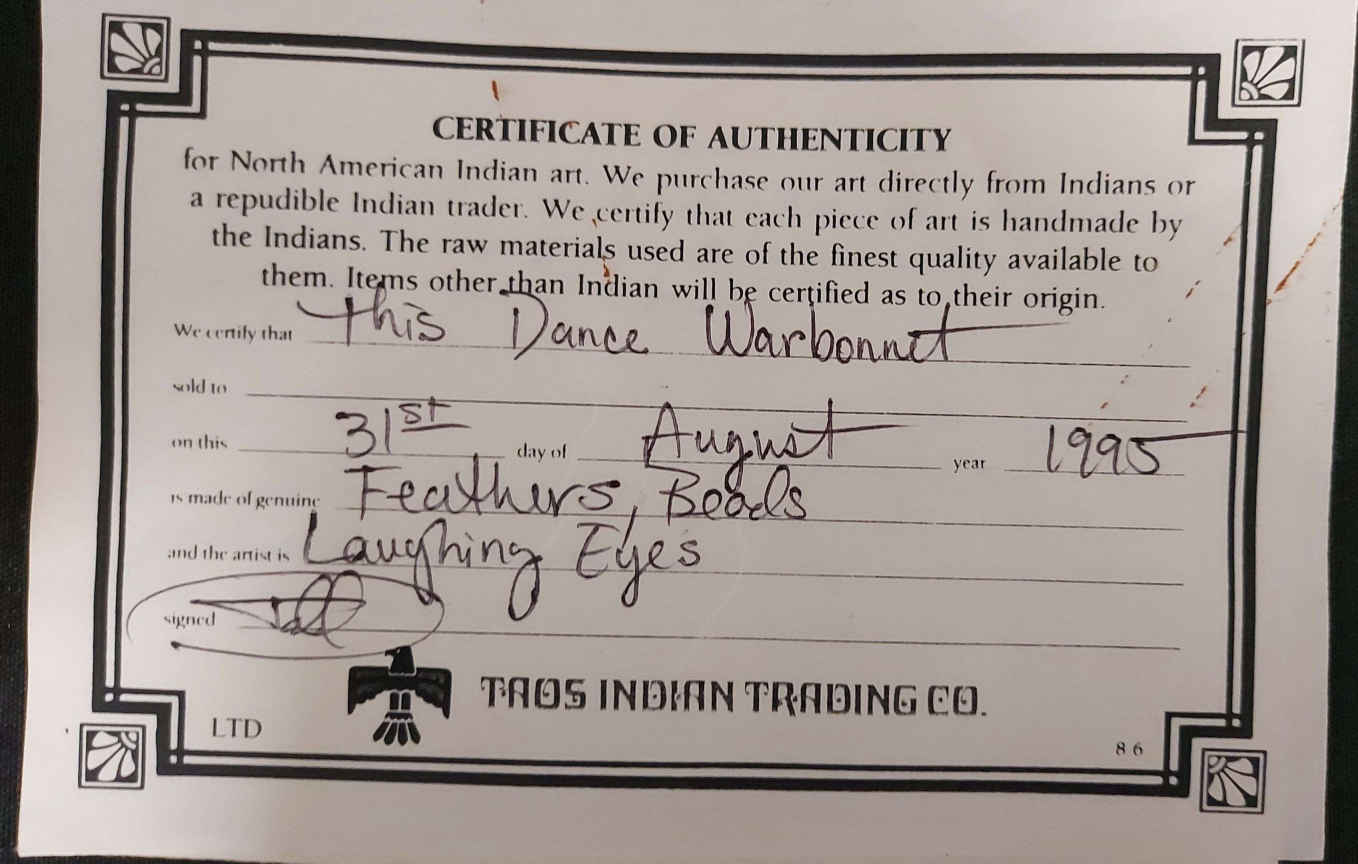 CERTIFICATE OF AUTHENTICITY
for North American Indian art. We purchase our art directly from Indians or
a repudible Indian trader. We certify that each piece of art is handmade by
the Indians. The raw materials used are of the finest quality available to
them. Items other than Indian will be certified as to their origin.
We certify that This Dance Warbonnet
sold to
on this 31st day of August year 1995
is made of genuine Feathers, Beads
and the artist is Laughing Eyes
signed
TAOS INDIAN TRADING CO.
LTD
86